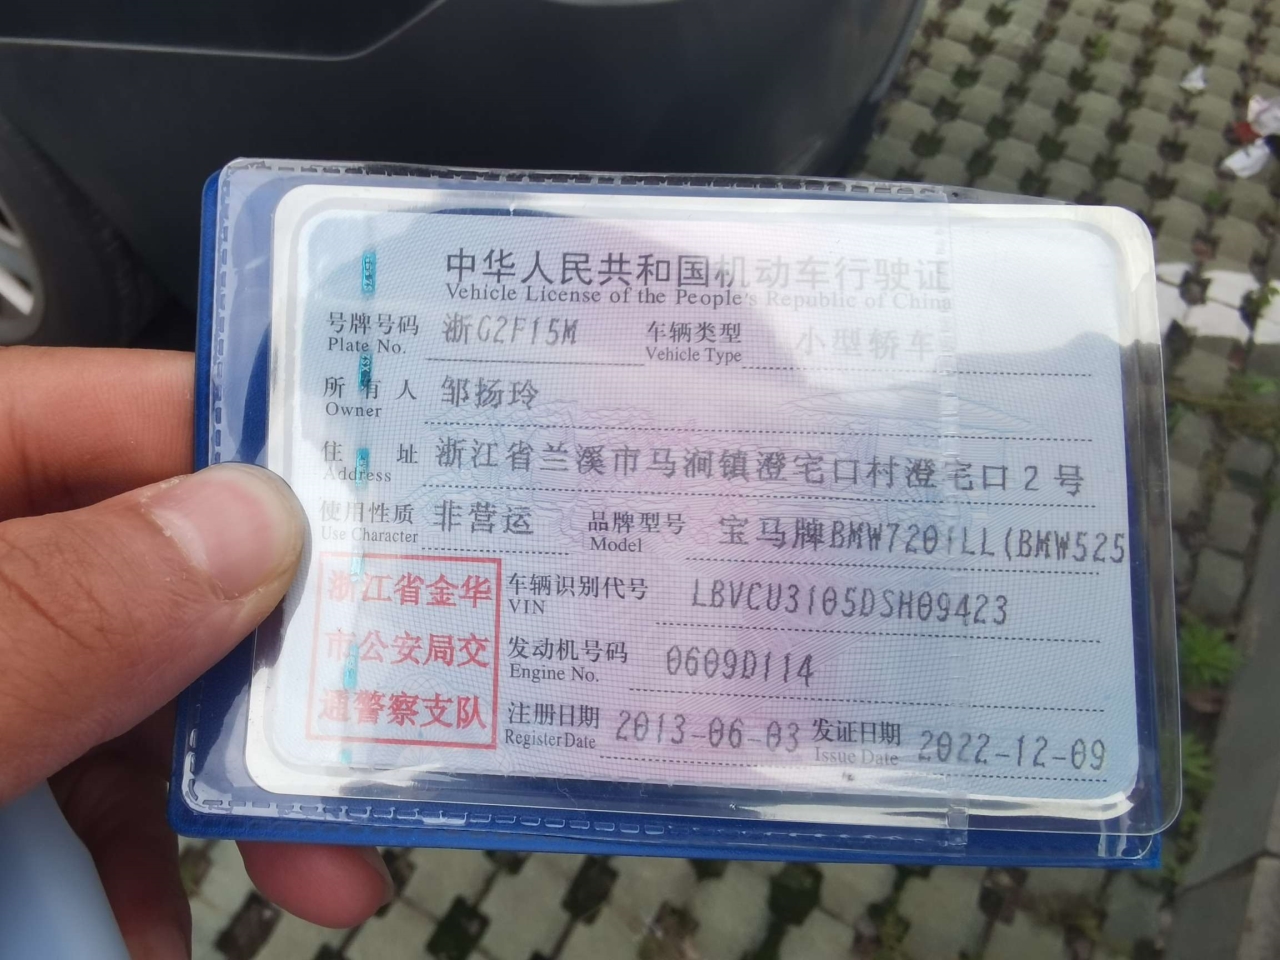 中华人民共和国机动车行驶证
Vehicle License of the People's Republic of China
号牌号码 浙G2F15M 车辆类型 小型轿车
Plate No. Vehicle Type
所有人 邹扬玲
Owner
住址 浙江省兰溪市马涧镇澄宅口村澄宅口2号
Address
使用性质 非营运 品牌型号 宝马牌BMW7201LL(BMW525
Use Character Model
浙江省金华
市公安局交
通警察支队
车辆识别代号 LBVCU3105DSH09423
VIN
发动机号码 0609D114
Engine No.
注册日期 2013-06-03 发证日期 2022-12-09
Register Date Issue Date